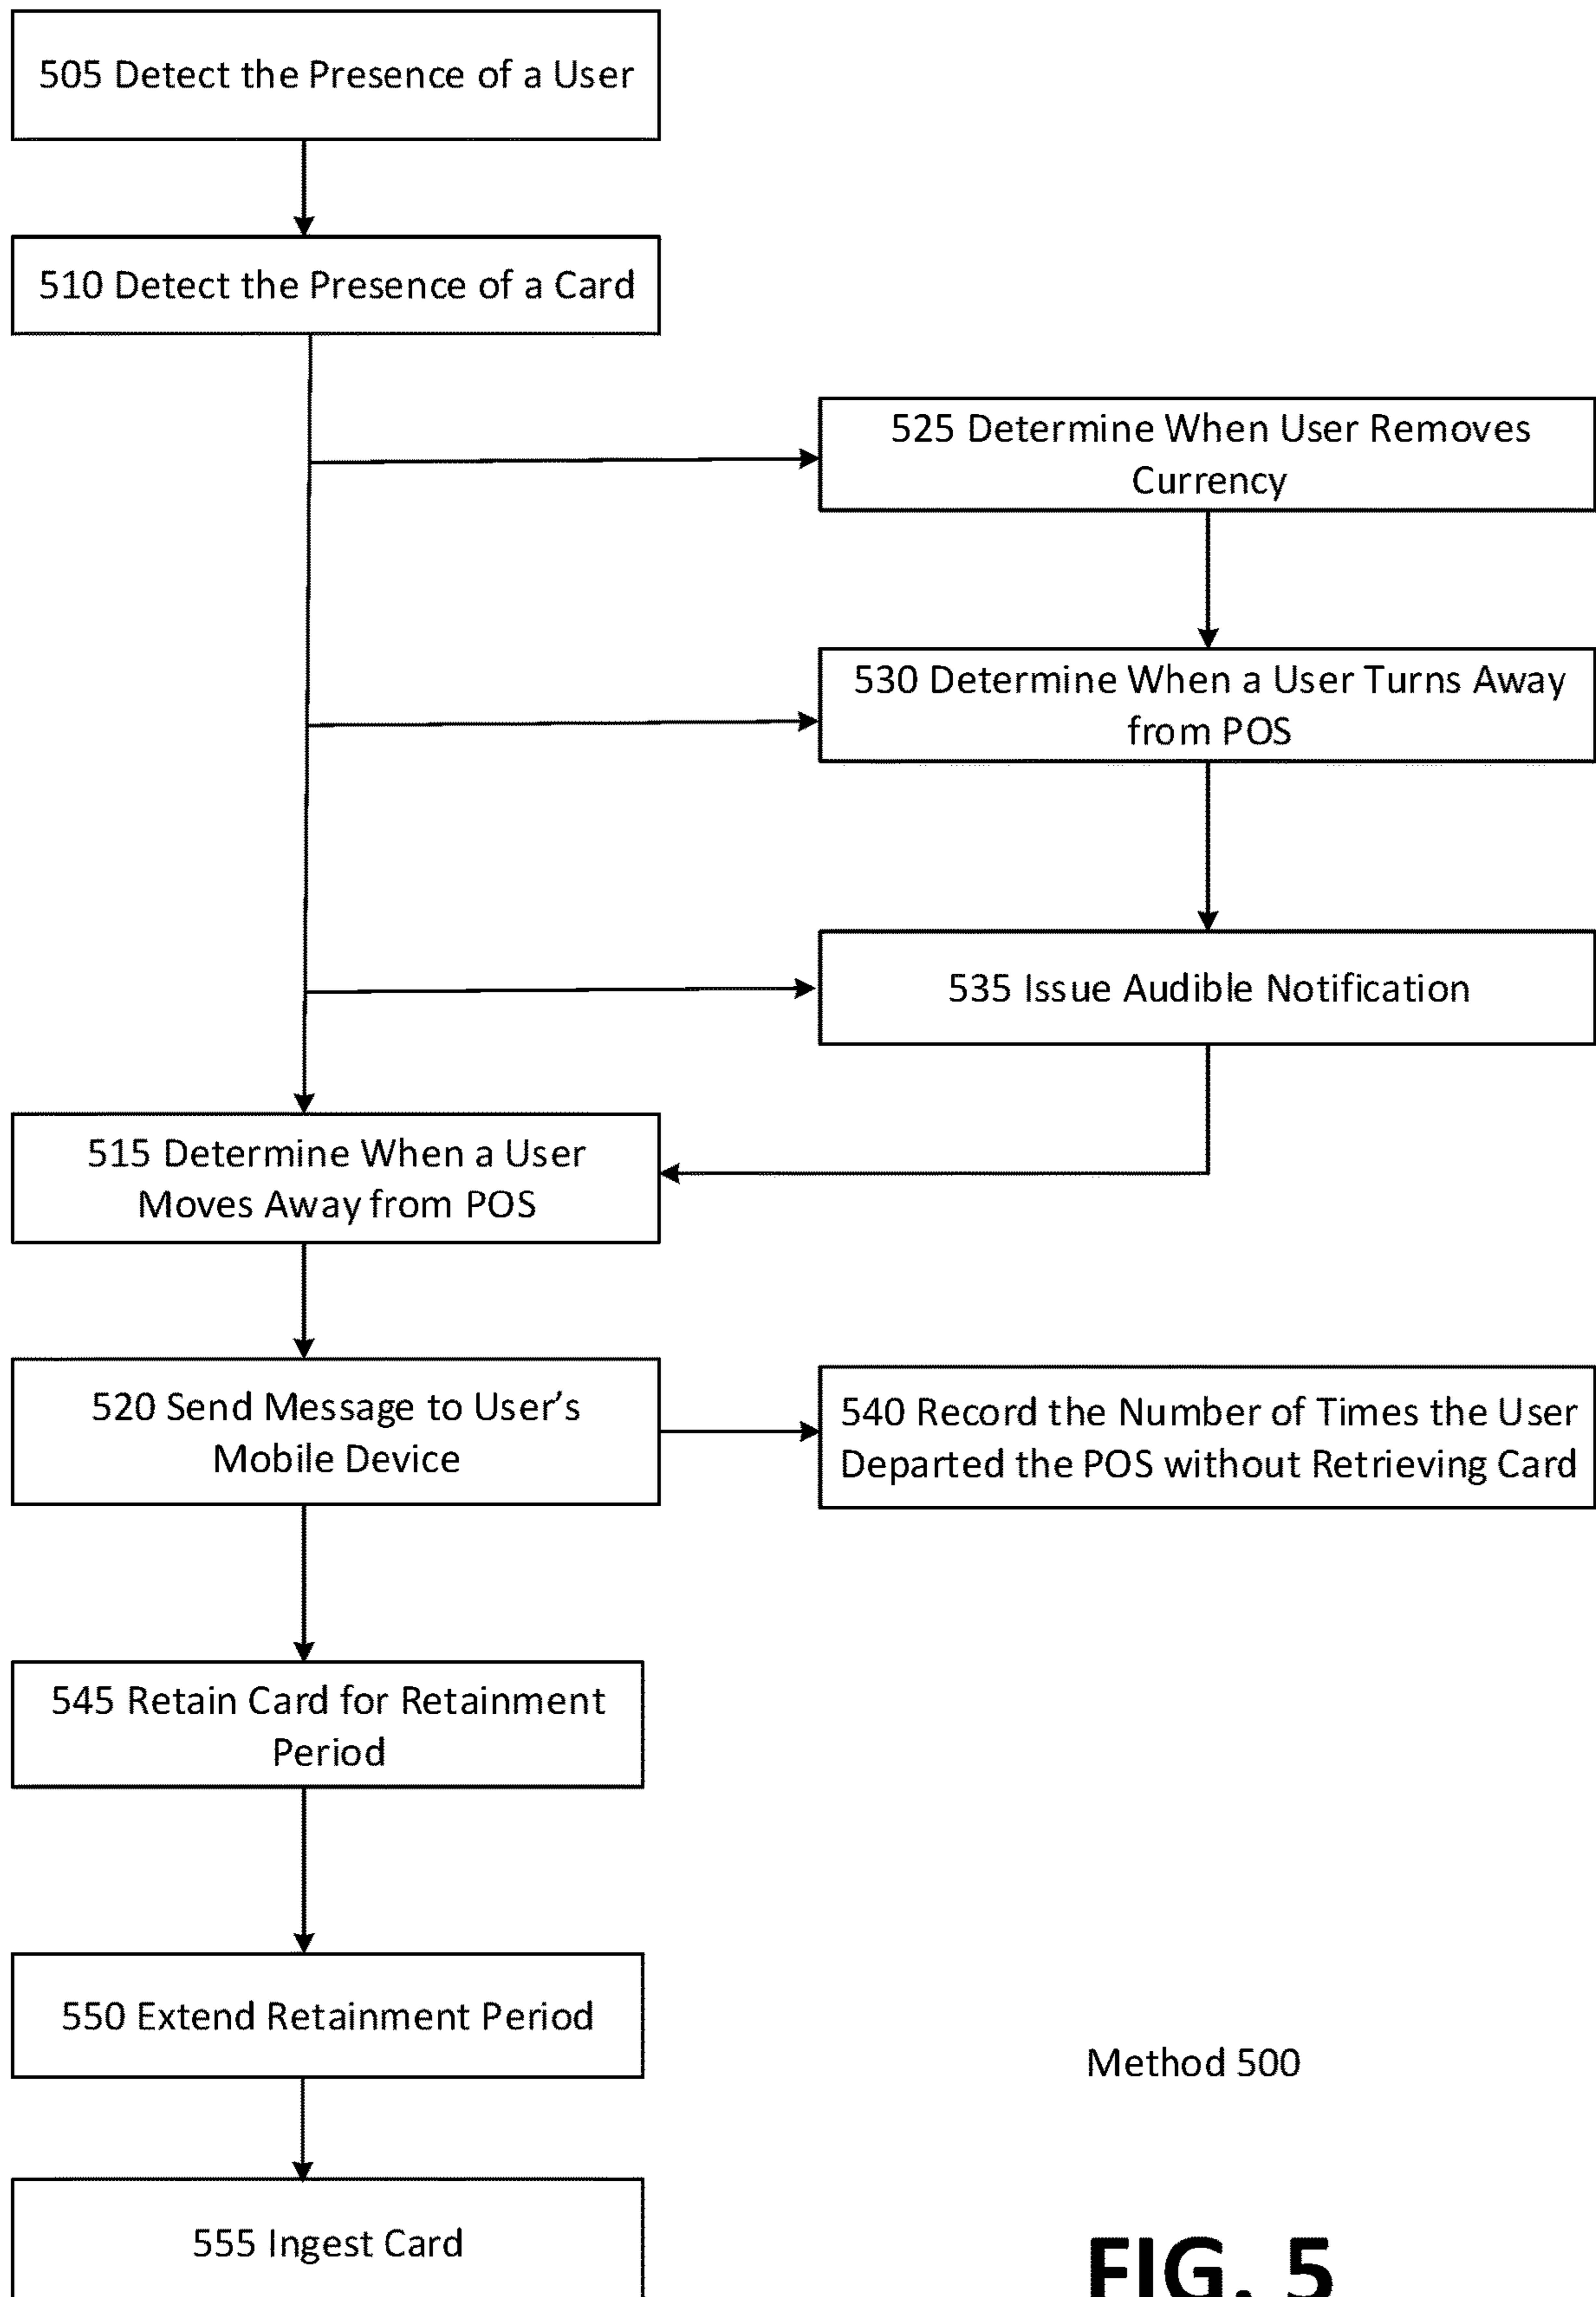 505 Detect the Presence of a User
510 Detect the Presence of a Card
525 Determine When User Removes
Currency
530 Determine When a User Turns Away
from POS
535 Issue Audible Notification
515 Determine When a User
Moves Away from POS
520 Send Message to User’s
Mobile Device
540 Record the Number of Times the User
Departed the POS without Retrieving Card
545 Retain Card for Retainment
Period
550 Extend Retainment Period
Method 500
555 Ingest Card
FIG. 5